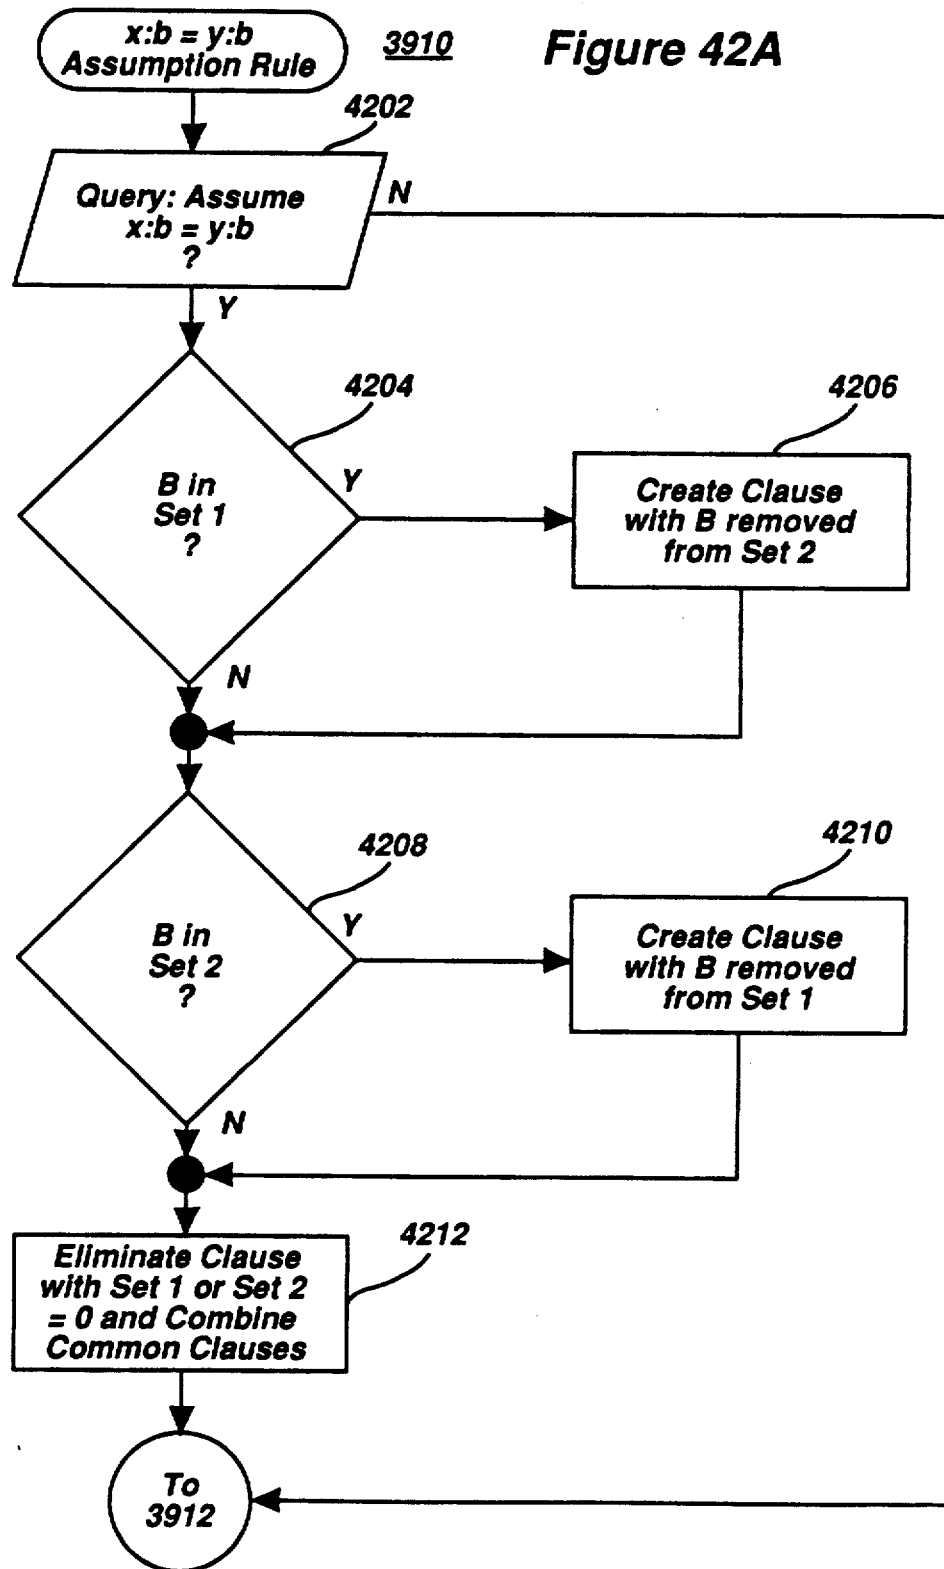 x:b = y:b
Assumption Rule
3910
Figure 42A
4202
Query: Assume
x:b = y:b
?
N
Y
4204
B in
Set 1
?
Y
4206
Create Clause
with B removed
from Set 2
N
4208
B in
Set 2
?
Y
4210
Create Clause
with B removed
from Set 1
N
4212
Eliminate Clause
with Set 1 or Set 2
= 0 and Combine
Common Clauses
To
3912